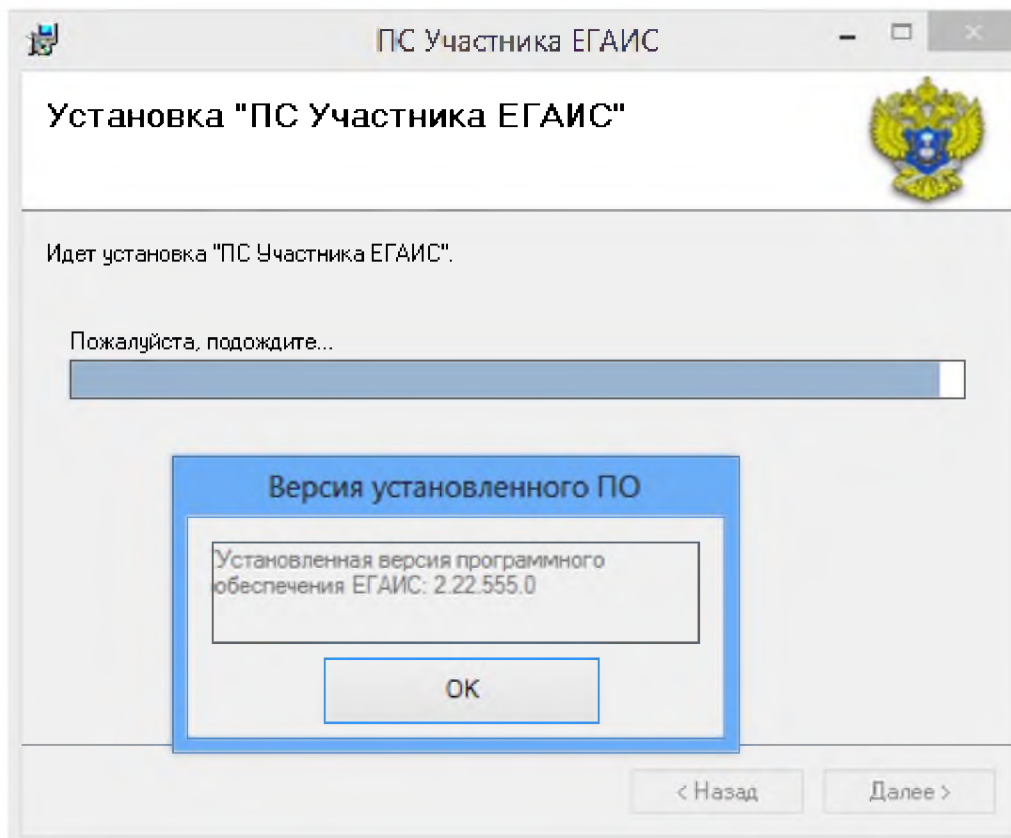 ПС Участника ЕГАИС
Установка "ПС Участника ЕГАИС"
Идет установка "ПС Участника ЕГАИС".
Пожалуйста, подождите...
Версия установленного ПО
Установленная версия программного
обеспечения ЕГАИС: 2.22.555.0
ОК
< Назад
Далее >